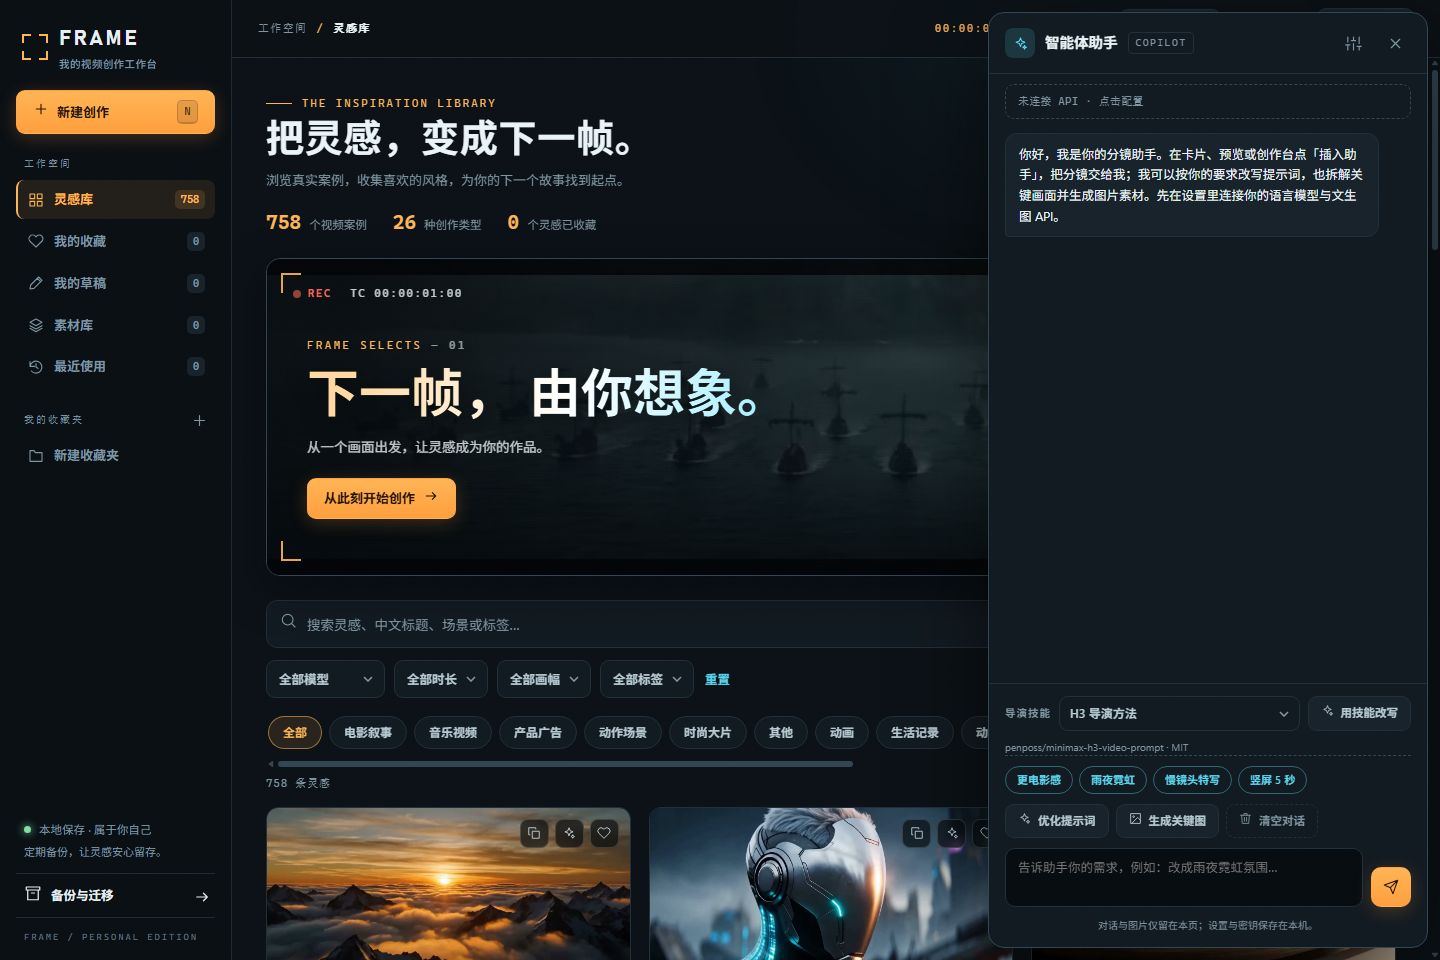 FRAME
我的视频创作工作台
新建创作 N
工作空间
灵感库 758
我的收藏 0
我的草稿 0
素材库 0
最近使用 0
我的收藏夹
新建收藏夹
本地保存 · 属于你自己
定期备份，让灵感安心留存。
备份与迁移
FRAME / PERSONAL EDITION
工作空间 / 灵感库
00:00:0
THE INSPIRATION LIBRARY
把灵感，变成下一帧。
浏览真实案例，收集喜欢的风格，为你的下一个故事找到起点。
758 个视频案例 26 种创作类型 0 个灵感已收藏
REC TC 00:00:01:00
FRAME SELECTS — 01
下一帧， 由你想象。
从一个画面出发，让灵感成为你的作品。
从此刻开始创作
搜索灵感、中文标题、场景或标签...
全部模型 全部时长 全部画幅 全部标签 重置
全部 电影叙事 音乐视频 产品广告 动作场景 时尚大片 其他 动画 生活记录 动
758 条灵感
智能体助手 COPILOT
未连接 API · 点击配置
你好，我是你的分镜助手。在卡片、预览或创作台点「插入助
手」，把分镜交给我；我可以按你的要求改写提示词，也拆解关
键画面并生成图片素材。先在设置里连接你的语言模型与文生
图 API。
导演技能 H3 导演方法 用技能改写
penposs/minimax-h3-video-prompt · MIT
更电影感 雨夜霓虹 慢镜头特写 竖屏 5 秒
优化提示词 生成关键图 清空对话
告诉助手你的需求，例如：改成雨夜霓虹氛围...
对话与图片仅留在本页；设置与密钥保存在本机。